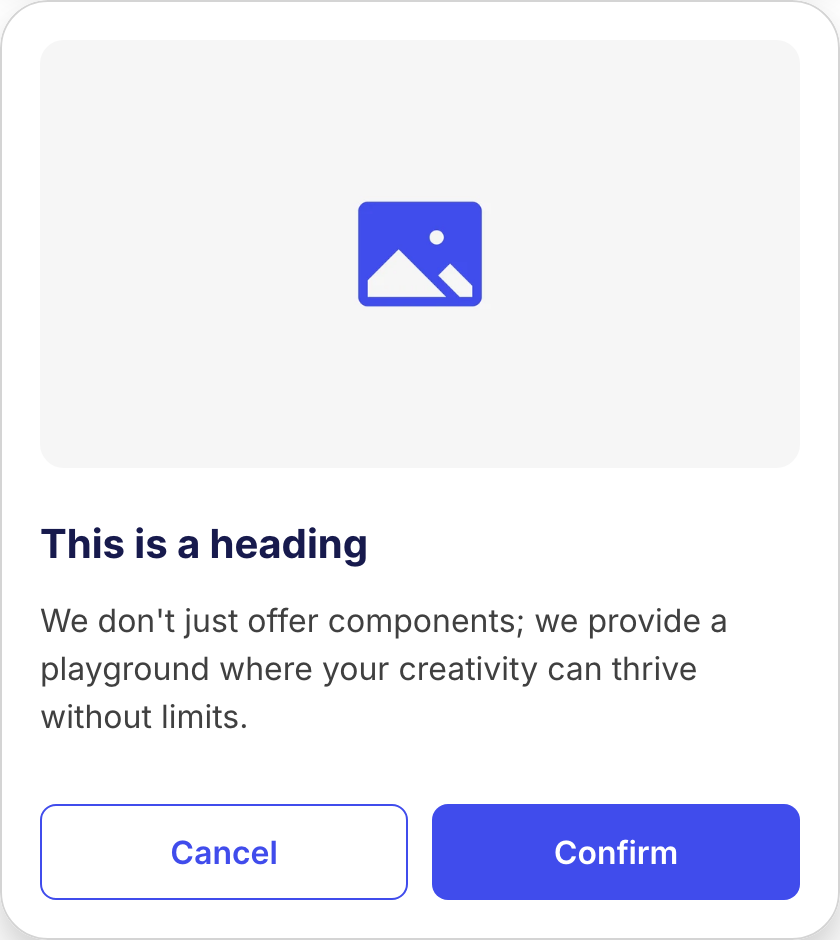 This is a heading
We don't just offer components; we provide a
playground where your creativity can thrive
without limits.
Cancel
Confirm